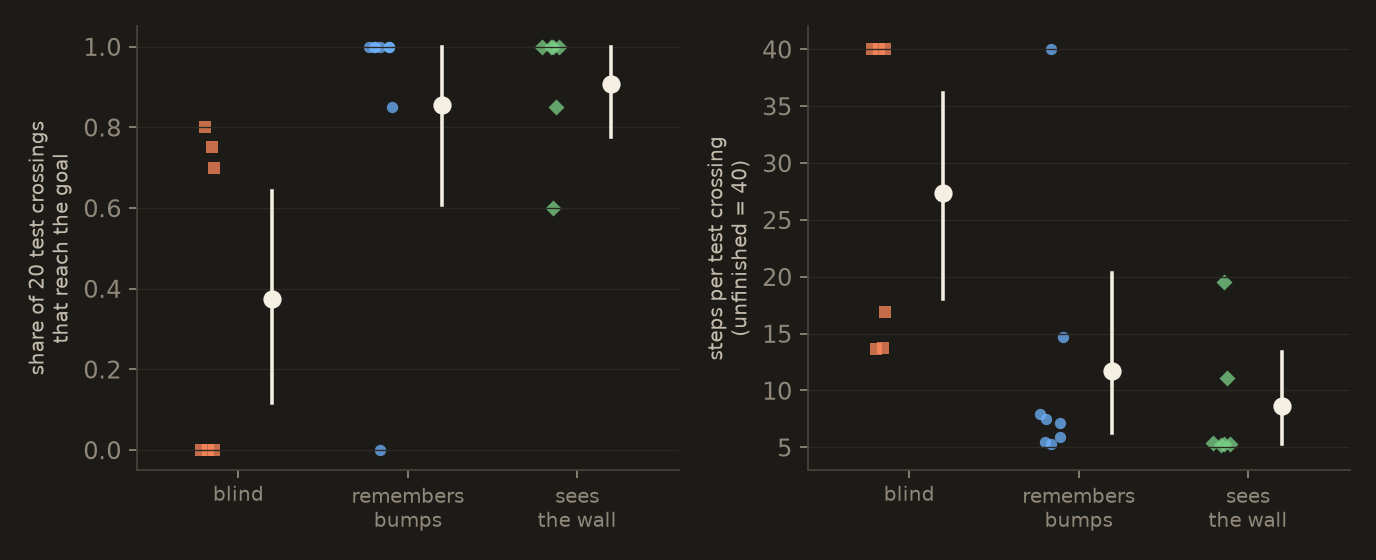 share of 20 test crossings
that reach the goal
1.0
0.8
0.6
0.4
0.2
0.0
blind
remembers
bumps
sees
the wall
steps per test crossing
(unfinished = 40)
40
35
30
25
20
15
10
5
blind
remembers
bumps
sees
the wall